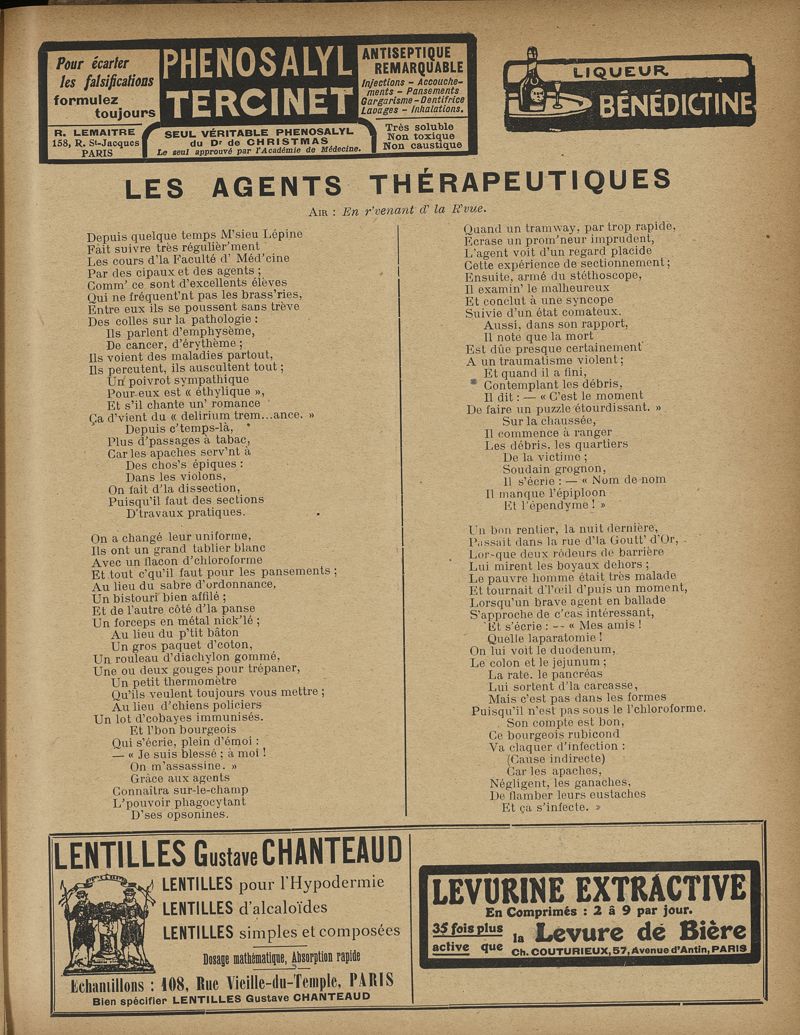 Pour écarter
les falsifications
formulez
toujours
PHENOSALYL
TERCINET
ANTISEPTIQUE
REMARQUABLE
Injections - Accouche-
ments - Pansements
Gargarisme - Dentifrice
Lavages - Inhalations.
R. LEMAITRE
158, R. St-Jacques
PARIS
SEUL VÉRITABLE PHENOSALYL
du Dr de CHRISTMAS
Le seul approuvé par l'Académie de Médecine.
Très soluble
Non toxique
Non caustique
LIQUEUR
BÉNÉDICTINE
LES AGENTS THÉRAPEUTIQUES
AIR : En r'venant d' la R'vue.
Depuis quelque temps M'sieu Lépine
Fait suivre très régulièr'ment
Les cours d'la Faculté d' Méd'cine
Par des cipaux et des agents ;
Comm' ce sont d'excellents élèves
Qui ne fréquent'nt pas les brass'ries,
Entre eux ils se poussent sans trève
Des colles sur la pathologie :
Ils parlent d'emphysème,
De cancer, d'érythème ;
Ils voient des maladies partout,
Ils percutent, ils auscultent tout ;
Un poivrot sympathique
Pour eux est « éthylique »,
Et s'il chante un' romance
Ça d'vient du « delirium trem...ance. »
Depuis c'temps-là,
Plus d'passages à tabac,
Car les apaches serv'nt à
Des chos's épiques :
Dans les violons,
On fait d'la dissection,
Puisqu'il faut des sections
D'travaux pratiques.
On a changé leur uniforme,
Ils ont un grand tablier blanc
Avec un flacon d'chloroforme
Et tout c'qu'il faut pour les pansements ;
Au lieu du sabre d'ordonnance,
Un bistouri bien affilé ;
Et de l'autre côté d'la panse
Un forceps en métal nick'lé ;
Au lieu du p'tit bâton
Un gros paquet d'coton,
Un rouleau d'diachylon gommé,
Une ou deux gouges pour trépaner,
Un petit thermomètre
Qu'ils veulent toujours vous mettre ;
Au lieu d'chiens policiers
Un lot d'cobayes immunisés.
Et l'bon bourgeois
Qui s'écrie, plein d'émoi :
— « Je suis blessé ; à moi !
On m'assassine. »
Grâce aux agents
Connaîtra sur-le-champ
L'pouvoir phagocytant
D'ses opsonines.
Quand un tramway, par trop rapide,
Ecrase un prom'neur imprudent,
L'agent voit d'un regard placide
Cette expérience de sectionnement ;
Ensuite, armé du stéthoscope,
Il examin' le malheureux
Et conclut à une syncope
Suivie d'un état comateux.
Aussi, dans son rapport,
Il note que la mort
Est dûe presque certainement
A un traumatisme violent ;
Et quand il a fini,
Contemplant les débris,
Il dit : — « C'est le moment
De faire un puzzle étourdissant. »
Sur la chaussée,
Il commence à ranger
Les débris, les quartiers
De la victime ;
Soudain grognon,
Il s'écrie : — « Nom de nom
Il manque l'épiploon
Et l'épendyme ! »
Un bon rentier, la nuit dernière,
Passait dans la rue d'la Goutt' d'Or,
Lor-que deux rôdeurs de barrière
Lui mirent les boyaux dehors ;
Le pauvre homme était très malade
Et tournait d'l'œil d'puis un moment,
Lorsqu'un brave agent en ballade
S'approche de c'cas intéressant,
Et s'écrie : -- « Mes amis !
Quelle laparatomie !
On lui voit le duodenum,
Le colon et le jejunum ;
La rate. le pancréas
Lui sortent d'la carcasse,
Mais c'est pas dans les formes
Puisqu'il n'est pas sous le l'chloroforme.
Son compte est bon,
Ce bourgeois rubicond
Va claquer d'infection :
(Cause indirecte)
Car les apaches,
Négligent, les ganaches,
De flamber leurs eustaches
Et ça s'infecte. »
LENTILLES Gustave CHANTEAUD
LENTILLES pour l'Hypodermie
LENTILLES d'alcaloïdes
LENTILLES simples et composées
Dosage mathématique, Absorption rapide
Echantillons : 108, Rue Vieille-du-Temple, PARIS
Bien spécifier LENTILLES Gustave CHANTEAUD
LEVURINE EXTRACTIVE
En Comprimés : 2 à 9 par jour.
35 fois plus
active que
la Levure de Bière
Ch. COUTURIEUX, 57, Avenue d'Antin, PARIS